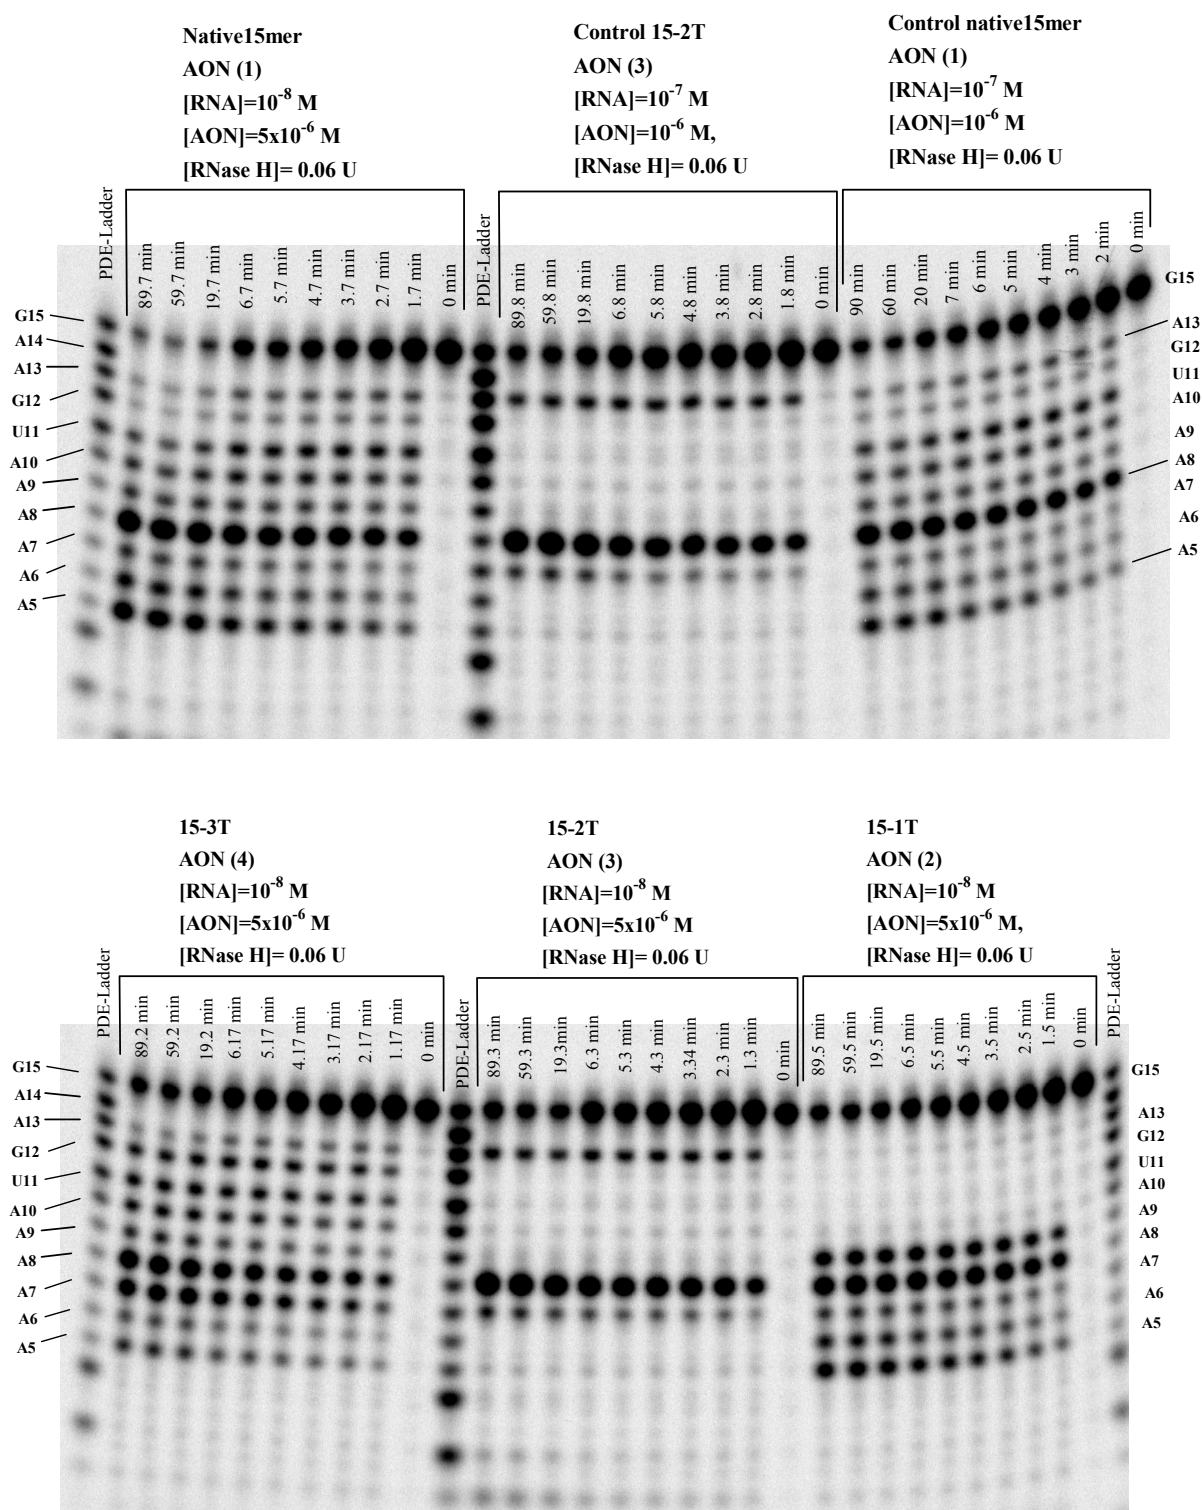 Native15mer
AON (1)
[RNA]=10-8 M
[AON]=5x10-6 M
[RNase H]= 0.06 U
Control 15-2T
AON (3)
[RNA]=10-7 M
[AON]=10-6 M,
[RNase H]= 0.06 U
Control native15mer
AON (1)
[RNA]=10-7 M
[AON]=10-6 M
[RNase H]= 0.06 U
PDE-Ladder
89.7 min
59.7 min
19.7 min
6.7 min
5.7 min
4.7 min
3.7 min
2.7 min
1.7 min
0 min
PDE-Ladder
89.8 min
59.8 min
19.8 min
6.8 min
5.8 min
4.8 min
3.8 min
2.8 min
1.8 min
0 min
90 min
60 min
20 min
7 min
6 min
5 min
4 min
3 min
2 min
0 min
G15
A14
A13
G12
U11
A10
A9
A8
A7
A6
A5
G15
A13
G12
U11
A10
A9
A8
A7
A6
A5
15-3T
AON (4)
[RNA]=10-8 M
[AON]=5x10-6 M
[RNase H]= 0.06 U
15-2T
AON (3)
[RNA]=10-8 M
[AON]=5x10-6 M
[RNase H]= 0.06 U
15-1T
AON (2)
[RNA]=10-8 M
[AON]=5x10-6 M,
[RNase H]= 0.06 U
PDE-Ladder
89.2 min
59.2 min
19.2 min
6.17 min
5.17 min
4.17 min
3.17 min
2.17 min
1.17 min
0 min
PDE-Ladder
89.3 min
59.3 min
19.3min
6.3 min
5.3 min
4.3 min
3.34 min
2.3 min
1.3 min
0 min
89.5 min
59.5 min
19.5 min
6.5 min
5.5 min
4.5 min
3.5 min
2.5 min
1.5 min
0 min
PDE-Ladder
G15
A14
A13
G12
U11
A10
A9
A8
A7
A6
A5
G15
A13
G12
U11
A10
A9
A8
A7
A6
A5